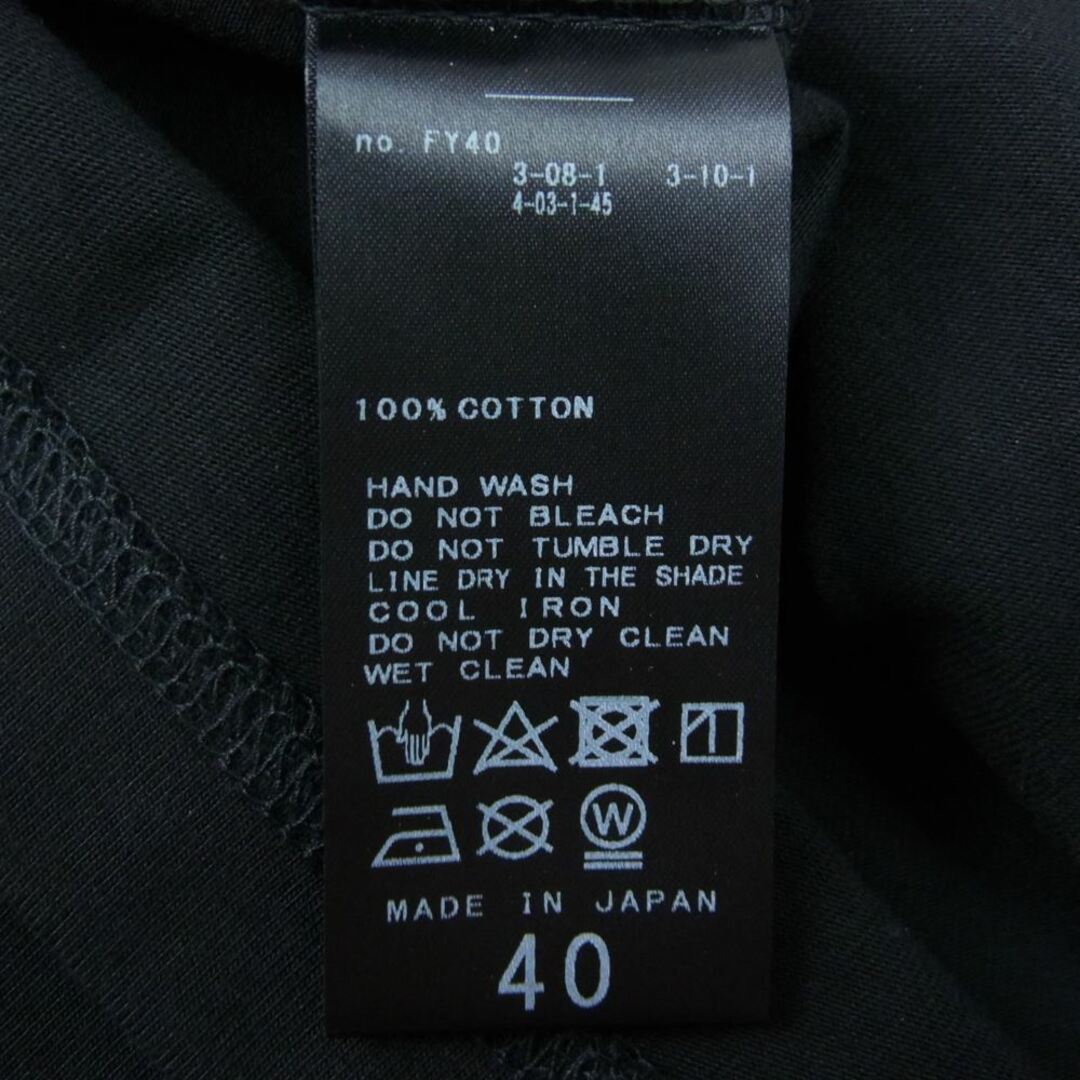 no. FY40
3-08-1 3-10-1
4-03-1-45
100% COTTON
HAND WASH
DO NOT BLEACH
DO NOT TUMBLE DRY
LINE DRY IN THE SHADE
COOL IRON
DO NOT DRY CLEAN
WET CLEAN
W
MADE IN JAPAN
40